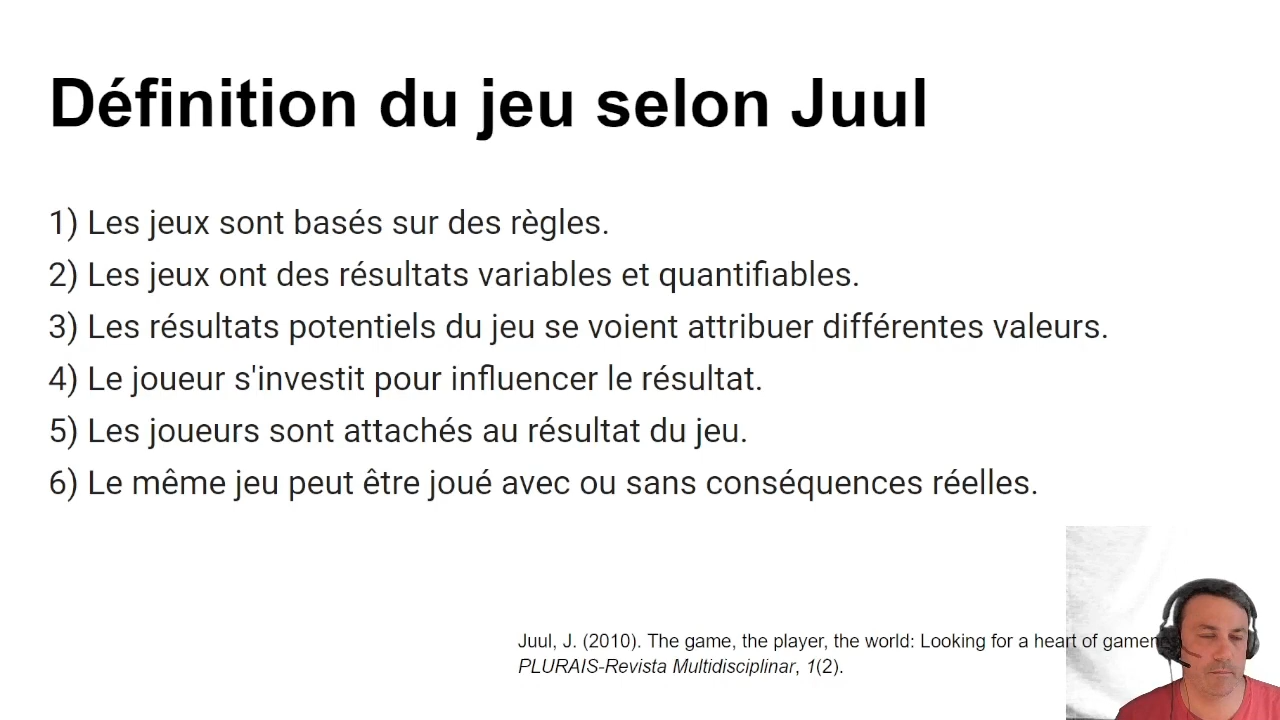 Définition du jeu selon Juul
1) Les jeux sont basés sur des règles.
2) Les jeux ont des résultats variables et quantifiables.
3) Les résultats potentiels du jeu se voient attribuer différentes valeurs.
4) Le joueur s'investit pour influencer le résultat.
5) Les joueurs sont attachés au résultat du jeu.
6) Le même jeu peut être joué avec ou sans conséquences réelles.
Juul, J. (2010). The game, the player, the world: Looking for a heart of
PLURAIS-Revista Multidisciplinar, 1(2).